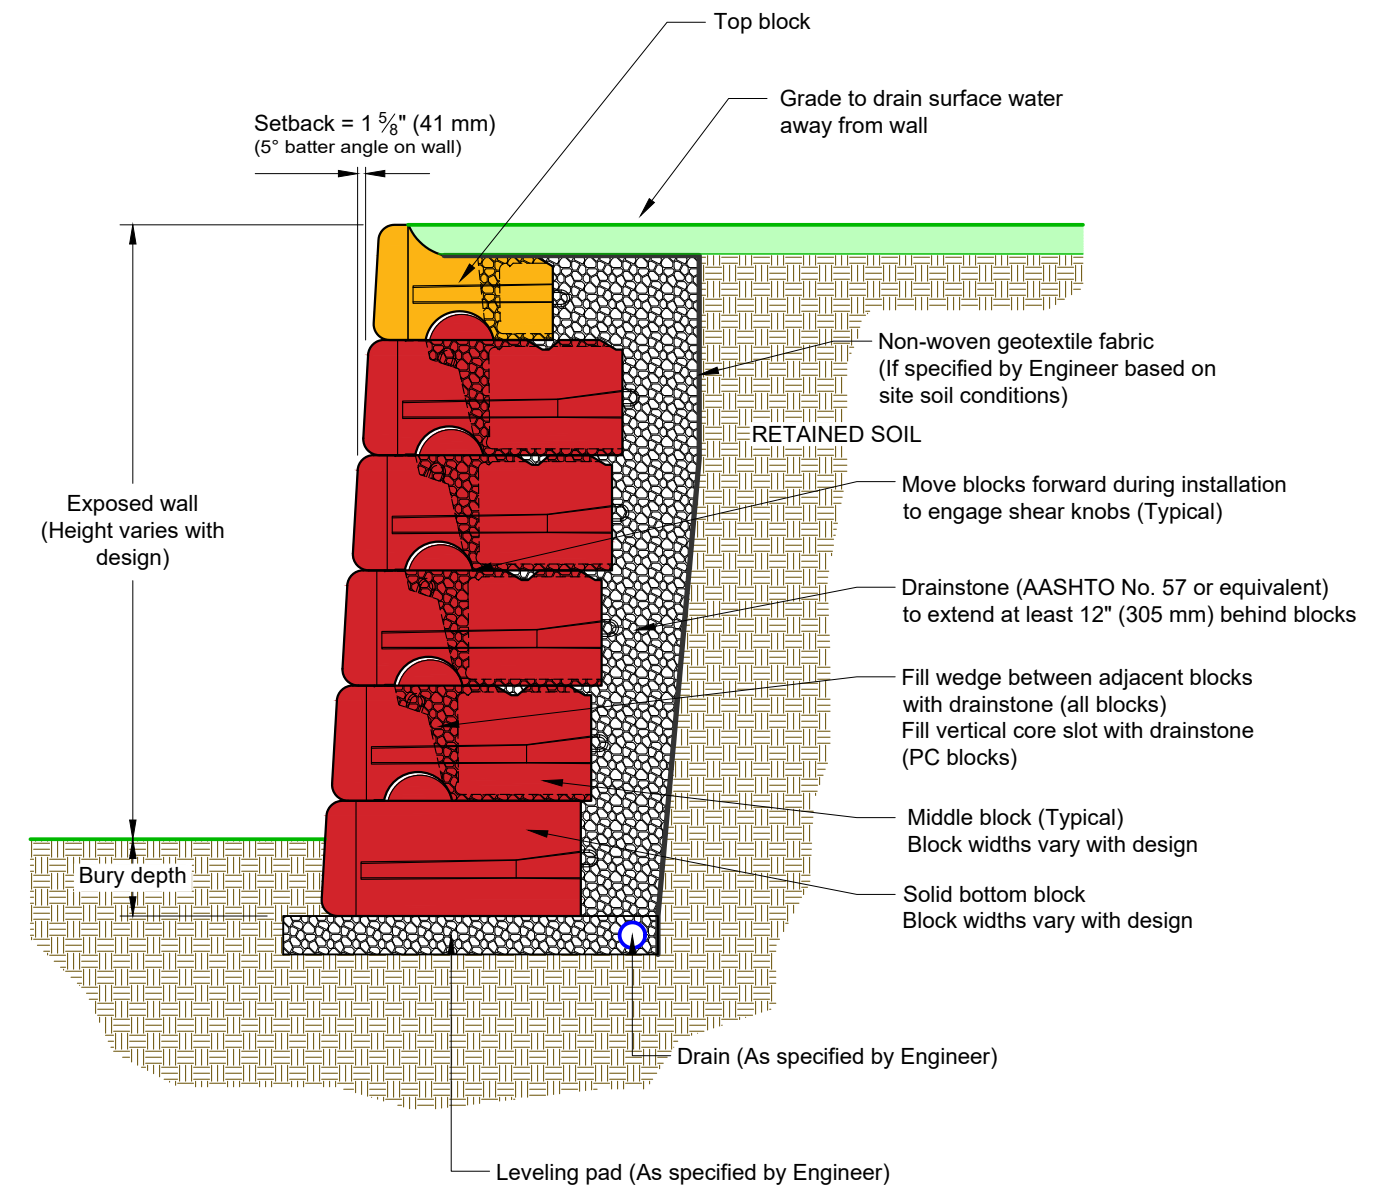 Top block
Grade to drain surface water
away from wall
Setback = 1 5/8" (41 mm)
(5° batter angle on wall)
Non-woven geotextile fabric
(If specified by Engineer based on
site soil conditions)
RETAINED SOIL
Move blocks forward during installation
to engage shear knobs (Typical)
Exposed wall
(Height varies with
design)
Drainstone (AASHTO No. 57 or equivalent)
to extend at least 12" (305 mm) behind blocks
Fill wedge between adjacent blocks
with drainstone (all blocks)
Fill vertical core slot with drainstone
(PC blocks)
Middle block (Typical)
Block widths vary with design
Bury depth
Solid bottom block
Block widths vary with design
Drain (As specified by Engineer)
Leveling pad (As specified by Engineer)